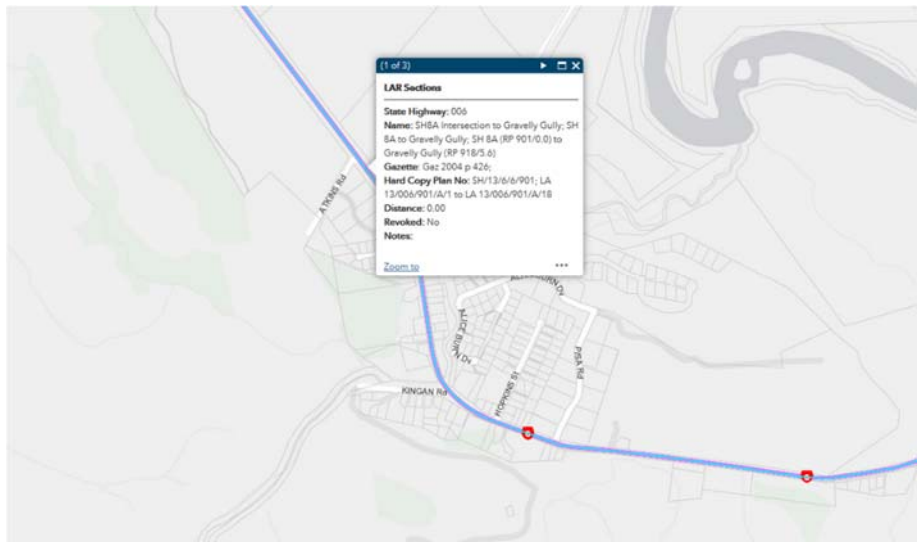 (1 of 3)
LAR Sections
State Highway: 006
Name: SH8A Intersection to Gravelly Gully; SH
8A to Gravelly Gully; SH 8A (RP 901/0.0) to
Gravelly Gully (RP 918/5.6)
Gazette: Gaz 2004 p 426;
Hard Copy Plan No: SH/13/6/6/901; LA
13/006/901/A/1 to LA 13/006/901/A/18
Distance: 0.00
Revoked: No
Notes:
Zoom to
ATKINS Rd
ALICE BURN Dv
PISA Rd
HOPKINS St
KINGAN Rd
6
6